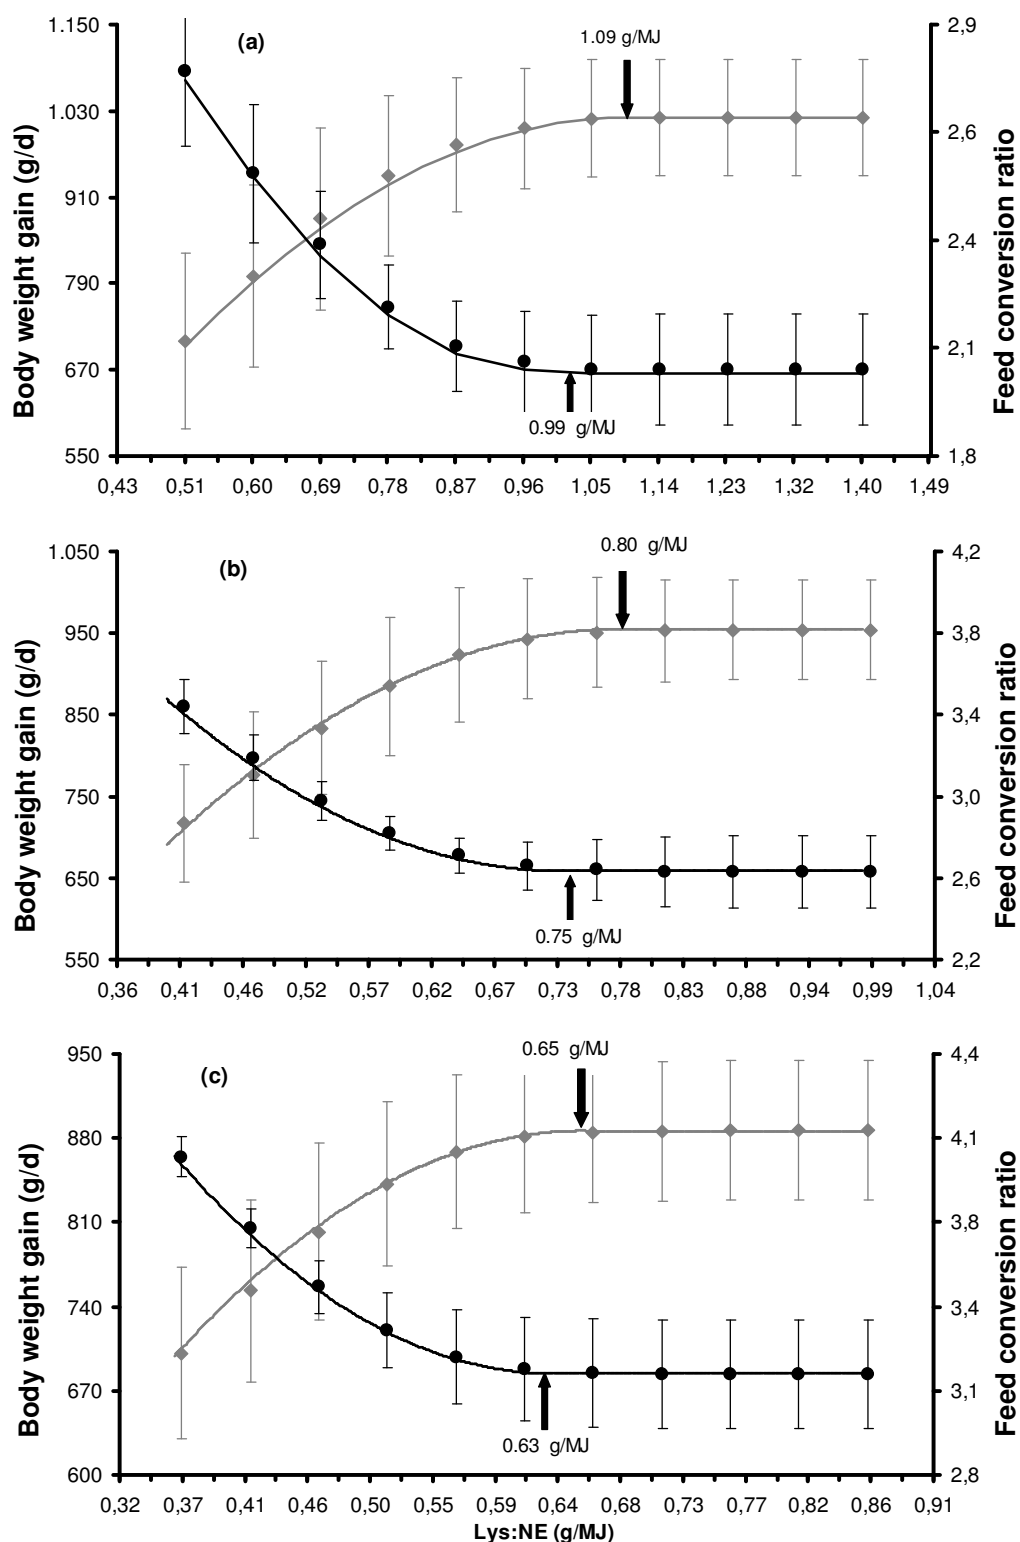 1.150
1.030
910
790
670
550
Body weight gain (g/d)
(a)
1.09 g/MJ
0.99 g/MJ
2,9
2,6
2,4
2,1
1,8
Feed conversion ratio
0,43 0,51 0,60 0,69 0,78 0,87 0,96 1,05 1,14 1,23 1,32 1,40 1,49
1.050
950
850
750
650
550
Body weight gain (g/d)
(b)
0.80 g/MJ
0.75 g/MJ
4,2
3,8
3,4
3,0
2,6
2,2
Feed conversion ratio
0,36 0,41 0,46 0,52 0,57 0,62 0,67 0,73 0,78 0,83 0,88 0,94 0,99 1,04
950
880
810
740
670
600
Body weight gain (g/d)
(c)
0.65 g/MJ
0.63 g/MJ
4,4
4,1
3,8
3,4
3,1
2,8
Feed conversion ratio
0,32 0,37 0,41 0,46 0,50 0,55 0,59 0,64 0,68 0,73 0,77 0,82 0,86 0,91
Lys:NE (g/MJ)